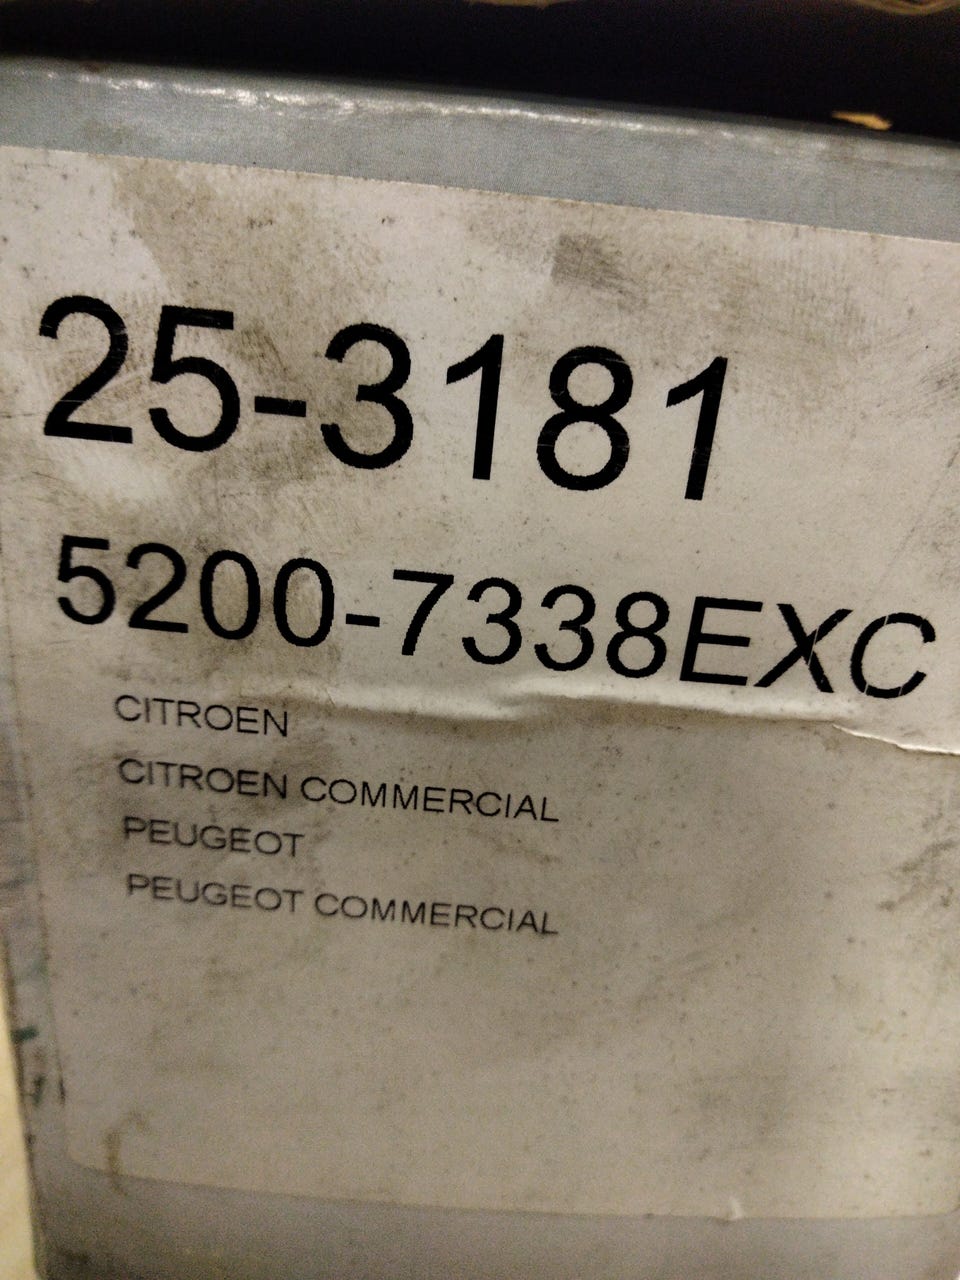 25-3181
5200-7338EXC
CITROEN
CITROEN COMMERCIAL
PEUGEOT
PEUGEOT COMMERCIAL